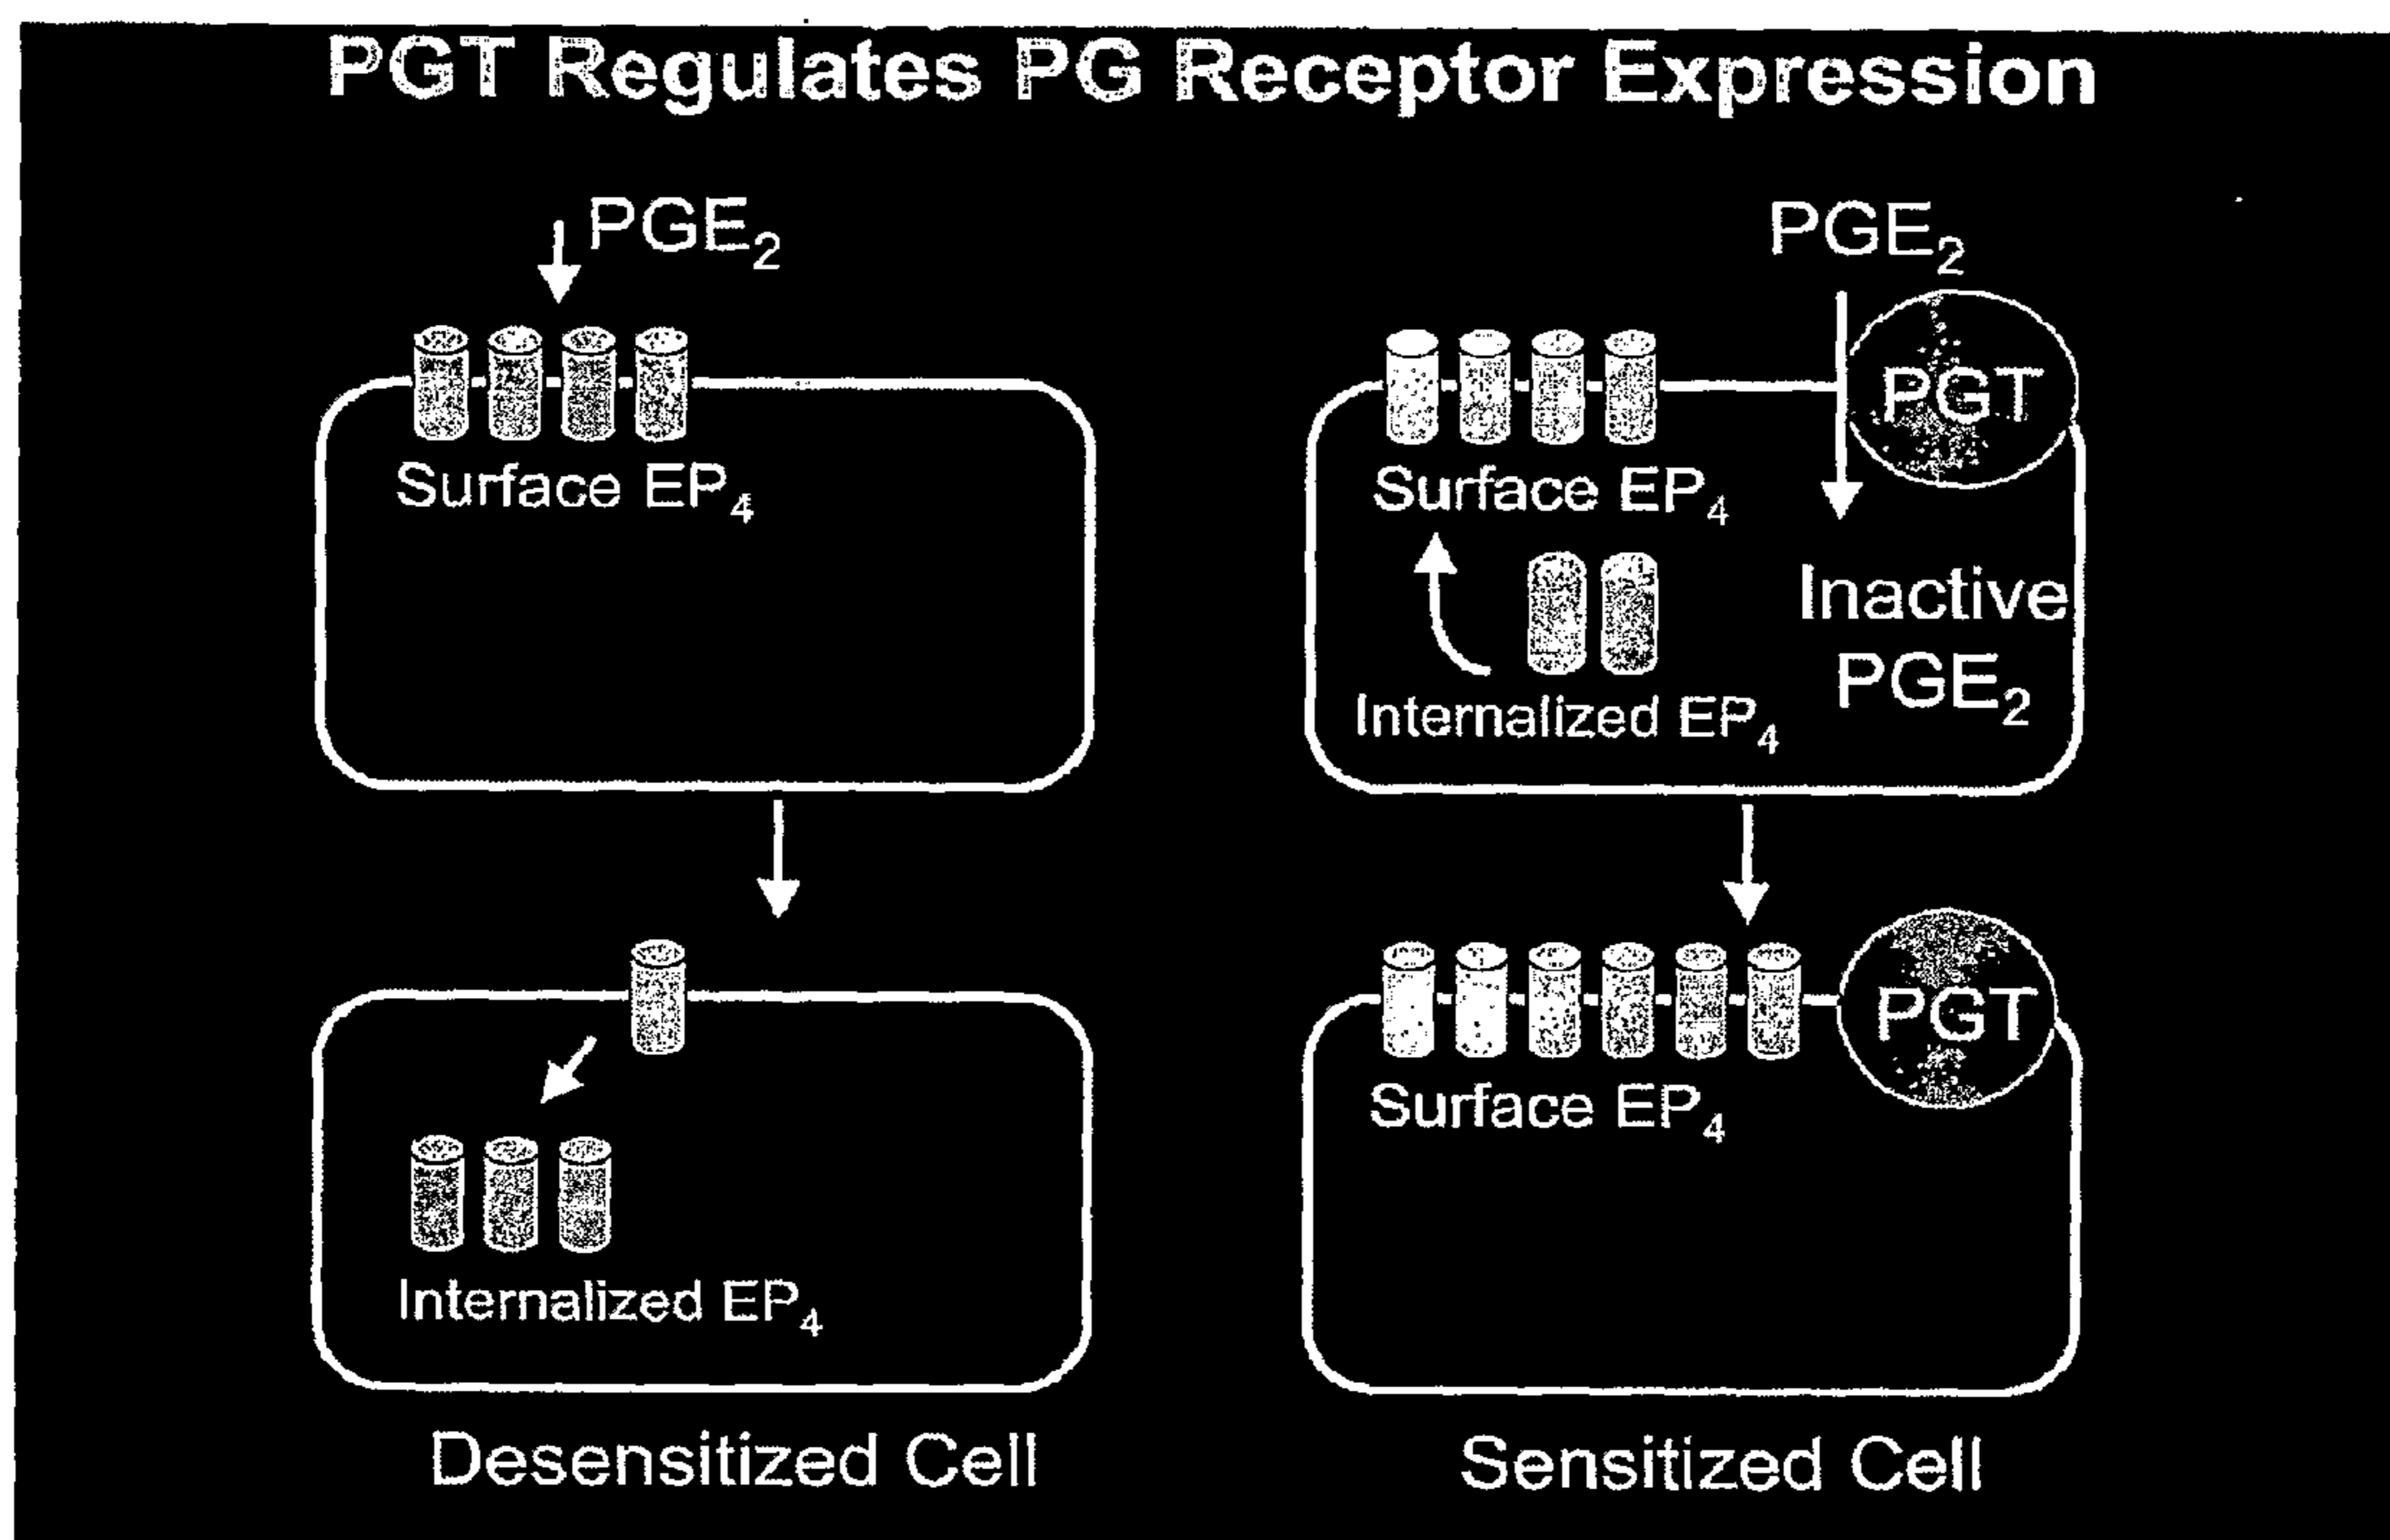 PGT Regulates PG Receptor Expression
PGE₂
Surface EP₄
Internalized EP₄
Desensitized Cell
PGE₂
PGT
Surface EP₄
Inactive
PGE₂
Internalized EP₄
PGT
Surface EP₄
Sensitized Cell